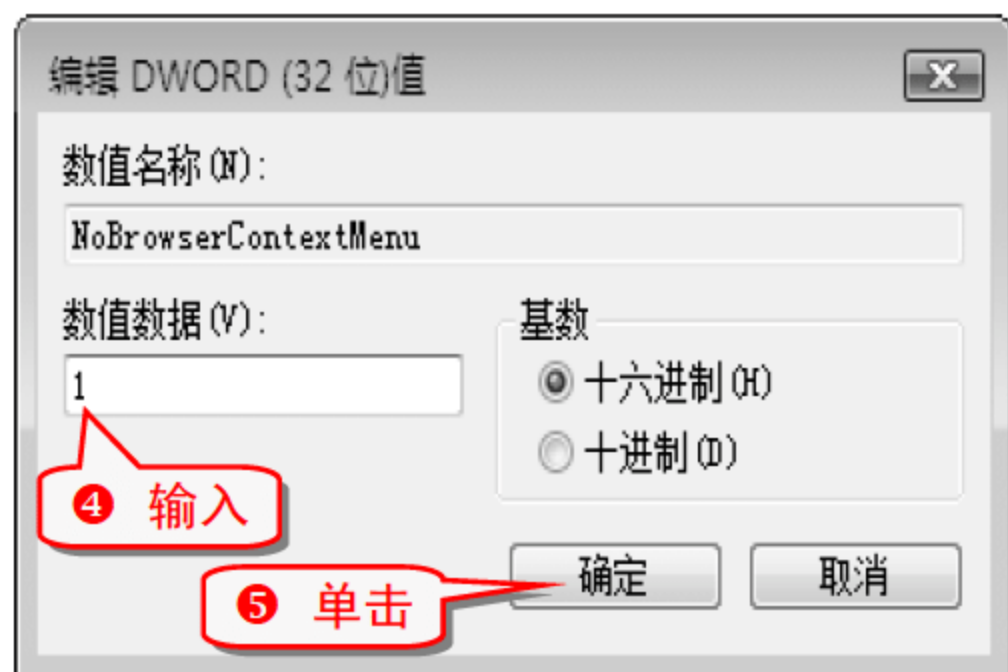 编辑 DWORD (32 位)值
数值名称(N):
NoBrowserContextMenu
数值数据(V):
基数
1
十六进制(H)
十进制(D)
❹ 输入
确定
取消
❺ 单击